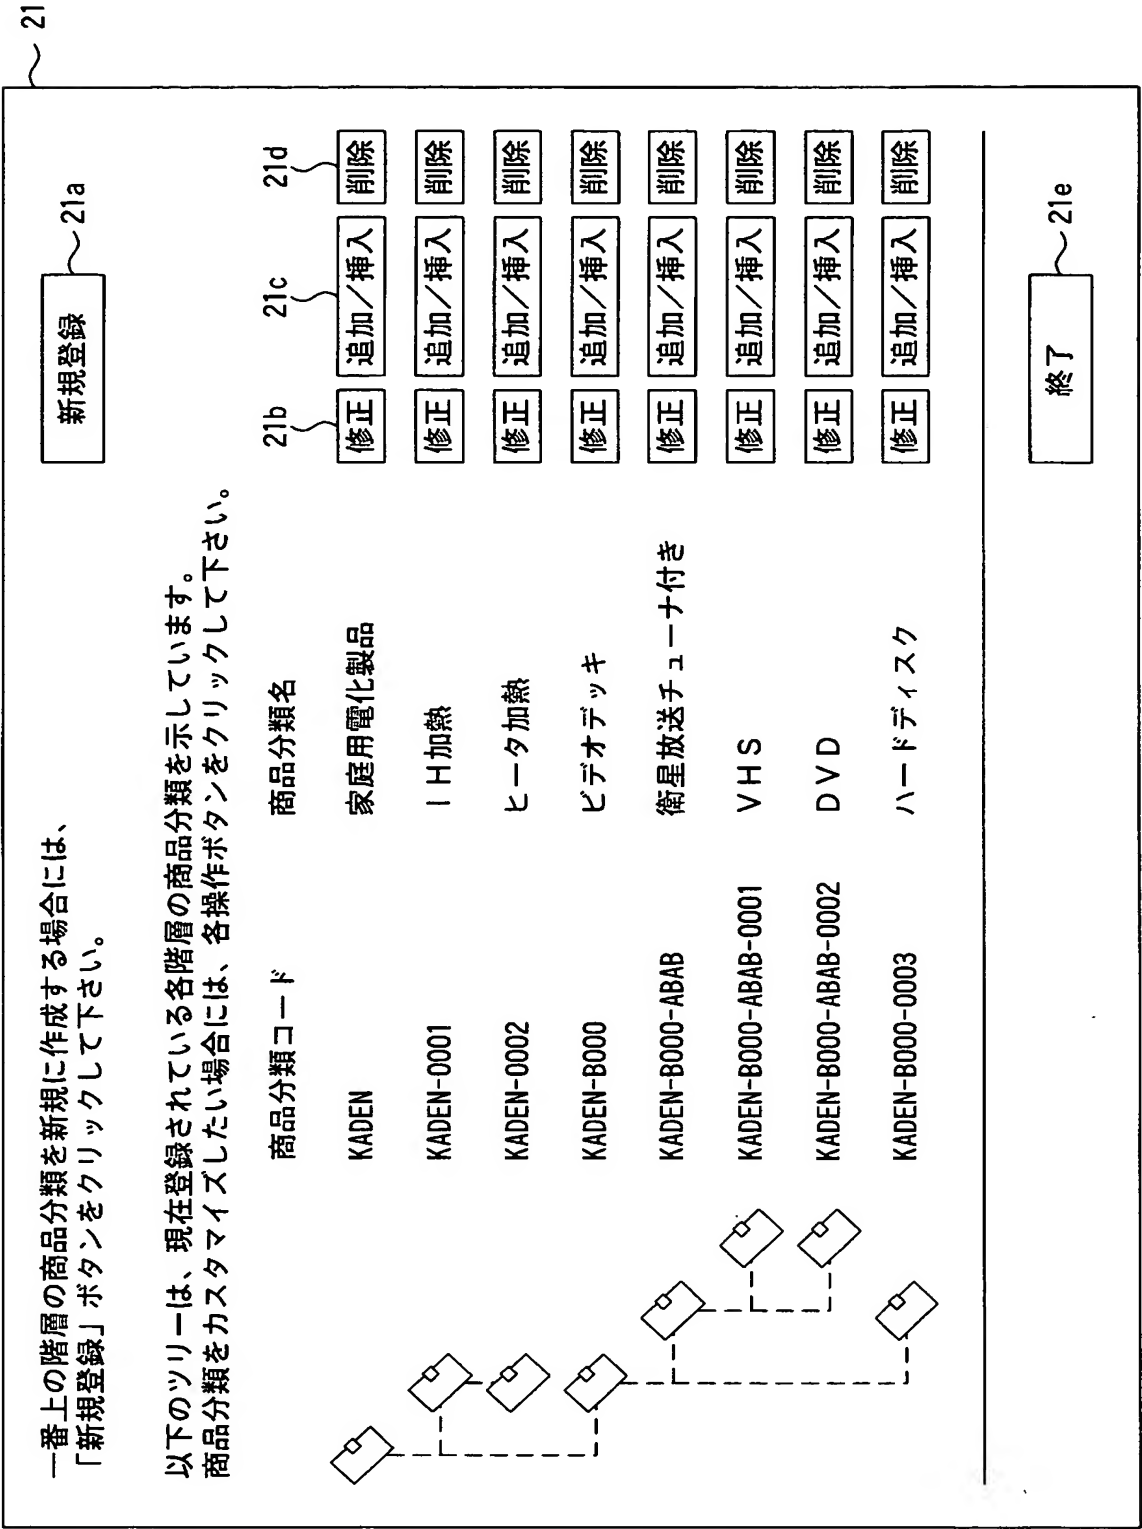 21
一番上の階層の商品分類を新規に作成する場合には、
「新規登録」ボタンをクリックして下さい。
新規登録
21a
以下のツリーは、現在登録されている各階層の商品分類を示しています。
商品分類をカスタマイズしたい場合には、各操作ボタンをクリックして下さい。
商品分類コード 商品分類名 21b 21c 21d
KADEN 家庭用電化製品 修正 追加／挿入 削除
KADEN-0001 IH加熱 修正 追加／挿入 削除
KADEN-0002 ヒータ加熱 修正 追加／挿入 削除
KADEN-B000 ビデオデッキ 修正 追加／挿入 削除
KADEN-B000-ABAB 衛星放送チューナ付き 修正 追加／挿入 削除
KADEN-B000-ABAB-0001 VHS 修正 追加／挿入 削除
KADEN-B000-ABAB-0002 DVD 修正 追加／挿入 削除
KADEN-B000-0003 ハードディスク 修正 追加／挿入 削除
終了
21e